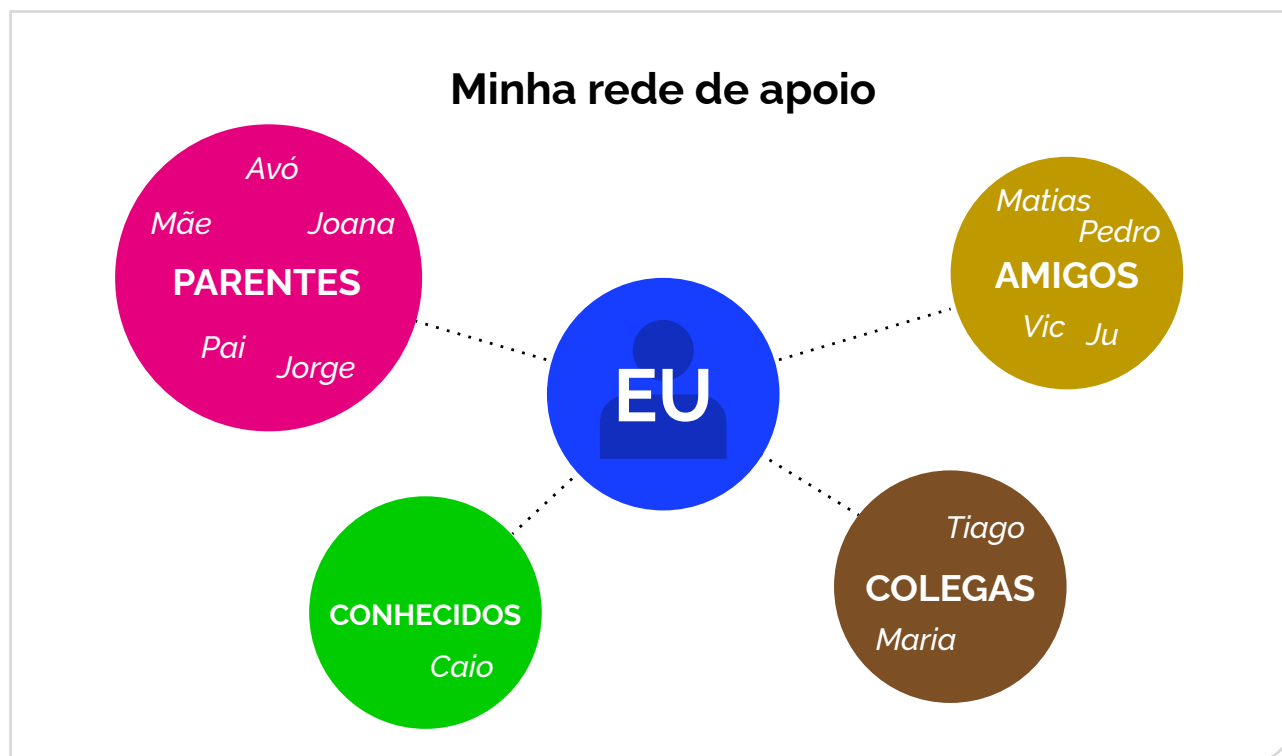 Minha rede de apoio
Avó
Mãe
Joana
PARENTES
Pai
Jorge
Matias
Pedro
AMIGOS
Vic
Ju
EU
CONHECIDOS
Caio
Tiago
COLEGAS
Maria